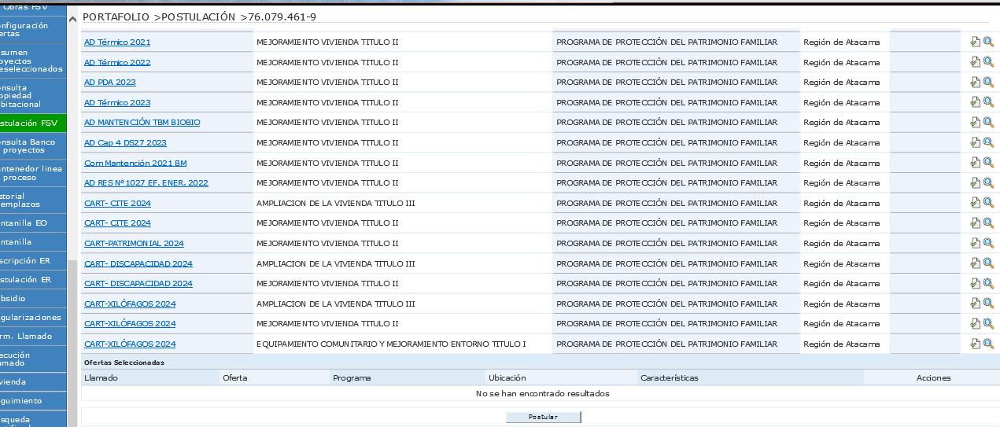 Obras FSV
nfiguración
ertas
sumen
oyectos
eseleccionados
nsulta
opiedad
bitacional
stulación FSV
nsulta Banco
proyectos
ntenedor linea
proceso
storial
emplazos
ntanilla EO
ntanilla
scripción ER
stulación ER
bsidio
gularizaciones
rm. Llamado
ecución
amado
vienda
guimiento
squeda
PORTAFOLIO >POSTULACIÓN >76.079.461-9
AD Térmico 2021 MEJORAMIENTO VIVIENDA TITULO II PROGRAMA DE PROTECCIÓN DEL PATRIMONIO FAMILIAR Región de Atacama
AD Térmico 2022 MEJORAMIENTO VIVIENDA TITULO II PROGRAMA DE PROTECCIÓN DEL PATRIMONIO FAMILIAR Región de Atacama
AD PDA 2023 MEJORAMIENTO VIVIENDA TITULO II PROGRAMA DE PROTECCIÓN DEL PATRIMONIO FAMILIAR Región de Atacama
AD Térmico 2023 MEJORAMIENTO VIVIENDA TITULO II PROGRAMA DE PROTECCIÓN DEL PATRIMONIO FAMILIAR Región de Atacama
AD MANTENCIÓN TBM BIOBIO MEJORAMIENTO VIVIENDA TITULO II PROGRAMA DE PROTECCIÓN DEL PATRIMONIO FAMILIAR Región de Atacama
AD Cap 4 DS27 2023 MEJORAMIENTO VIVIENDA TITULO II PROGRAMA DE PROTECCIÓN DEL PATRIMONIO FAMILIAR Región de Atacama
Com Mantención 2021 BM MEJORAMIENTO VIVIENDA TITULO II PROGRAMA DE PROTECCIÓN DEL PATRIMONIO FAMILIAR Región de Atacama
AD RES Nº 1027 EF. ENER. 2022 MEJORAMIENTO VIVIENDA TITULO II PROGRAMA DE PROTECCIÓN DEL PATRIMONIO FAMILIAR Región de Atacama
CART- CITE 2024 AMPLIACION DE LA VIVIENDA TITULO III PROGRAMA DE PROTECCIÓN DEL PATRIMONIO FAMILIAR Región de Atacama
CART- CITE 2024 MEJORAMIENTO VIVIENDA TITULO II PROGRAMA DE PROTECCIÓN DEL PATRIMONIO FAMILIAR Región de Atacama
CART-PATRIMONIAL 2024 MEJORAMIENTO VIVIENDA TITULO II PROGRAMA DE PROTECCIÓN DEL PATRIMONIO FAMILIAR Región de Atacama
CART- DISCAPACIDAD 2024 AMPLIACION DE LA VIVIENDA TITULO III PROGRAMA DE PROTECCIÓN DEL PATRIMONIO FAMILIAR Región de Atacama
CART- DISCAPACIDAD 2024 MEJORAMIENTO VIVIENDA TITULO II PROGRAMA DE PROTECCIÓN DEL PATRIMONIO FAMILIAR Región de Atacama
CART-XILÓFAGOS 2024 AMPLIACION DE LA VIVIENDA TITULO III PROGRAMA DE PROTECCIÓN DEL PATRIMONIO FAMILIAR Región de Atacama
CART-XILÓFAGOS 2024 MEJORAMIENTO VIVIENDA TITULO II PROGRAMA DE PROTECCIÓN DEL PATRIMONIO FAMILIAR Región de Atacama
CART-XILÓFAGOS 2024 EQUIPAMIENTO COMUNITARIO Y MEJORAMIENTO ENTORNO TITULO I PROGRAMA DE PROTECCIÓN DEL PATRIMONIO FAMILIAR Región de Atacama
Ofertas Seleccionadas
Llamado Oferta Programa Ubicación Características Acciones
No se han encontrado resultados
Postular